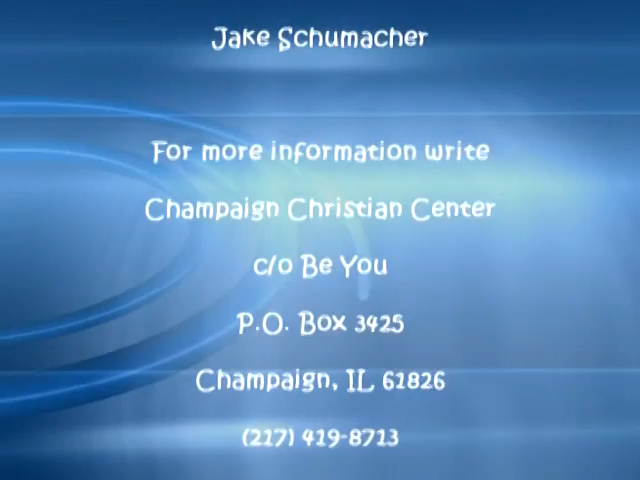 Jake Schumacher
For more information write
Champaign Christian Center
c/o Be You
P.O. Box 3425
Champaign, IL 61826
(217) 419-8713